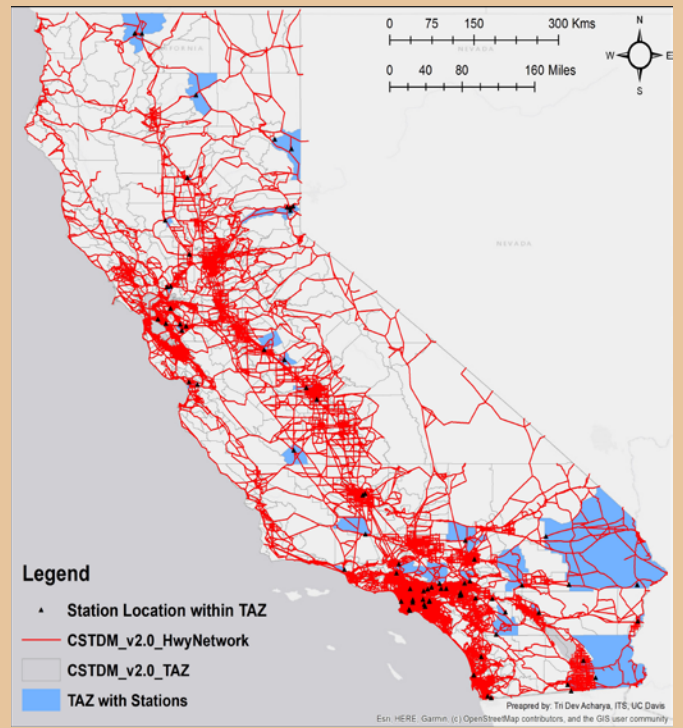 0 75 150 300 Kms
0 40 80 160 Miles
N
W E
S
NEVADA
NEVADA
Legend
Station Location within TAZ
CSTDM_v2.0_HwyNetwork
CSTDM_v2.0_TAZ
TAZ with Stations
Preapred by: Tri Dev Acharya, ITS, UC Davis
Esri, HERE, Garmin, (c) OpenStreetMap contributors, and the GIS user community